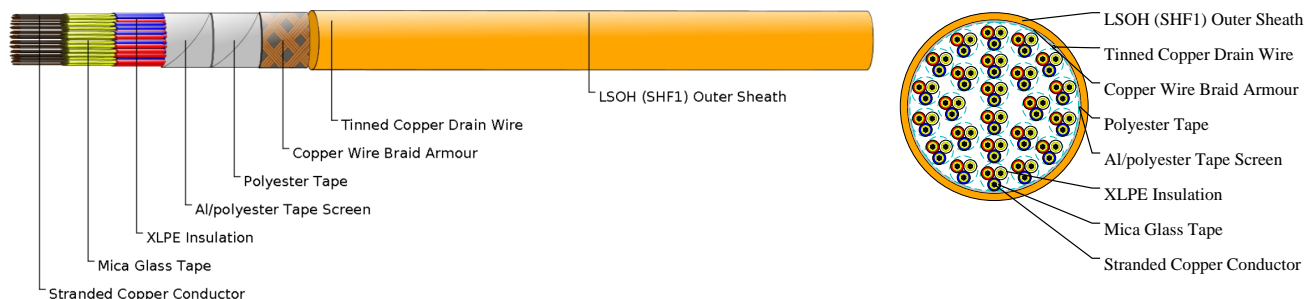 LSOH (SHF1) Outer Sheath
Tinned Copper Drain Wire
Copper Wire Braid Armour
Polyester Tape
Al/polyester Tape Screen
XLPE Insulation
Mica Glass Tape
Stranded Copper Conductor
LSOH (SHF1) Outer Sheath
Tinned Copper Drain Wire
Copper Wire Braid Armour
Polyester Tape
Al/polyester Tape Screen
XLPE Insulation
Mica Glass Tape
Stranded Copper Conductor